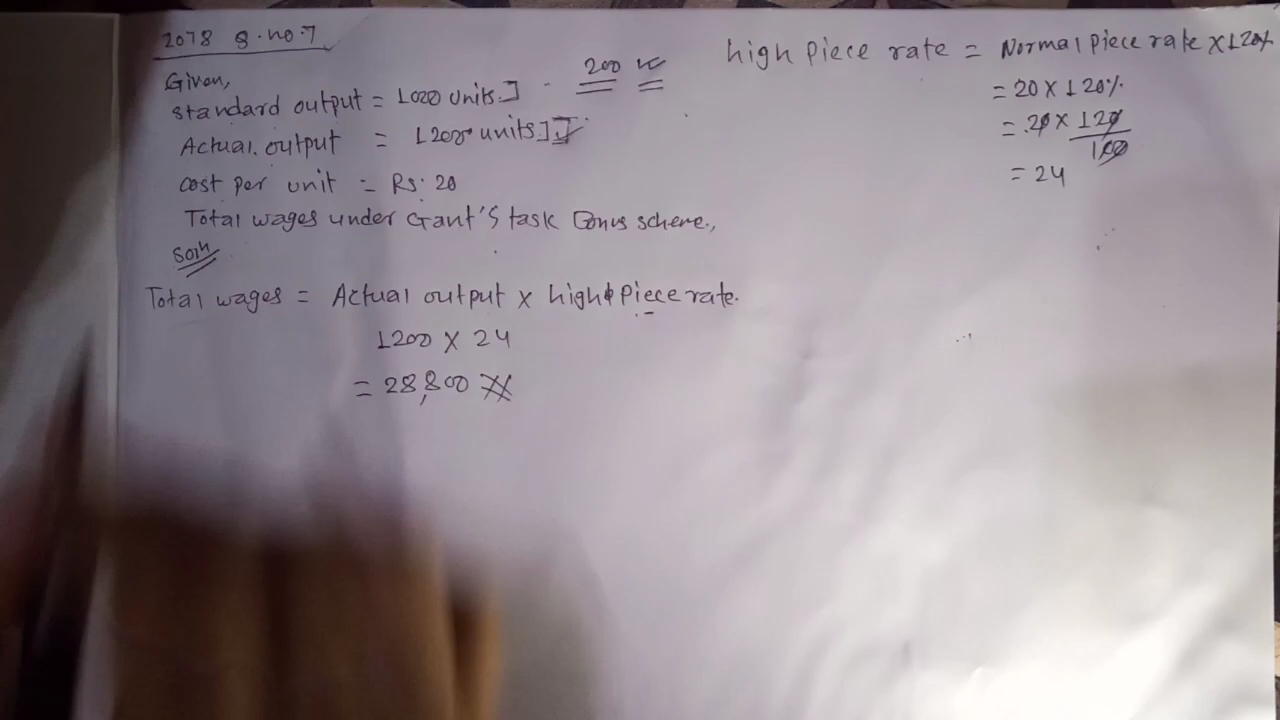 2078 Q.no.7
Given,
Standard output = 1000 units.]
200
Actual output = 1200 units]
Cost per unit = Rs. 20
Total wages under Gant's task Bonus scheme.,
Soln
Total wages = Actual output × high piece rate.
1200 × 24
= 28,800
high piece rate = Normal piece rate × 120%
= 20 × 120%
= 20 × 120
100
= 24